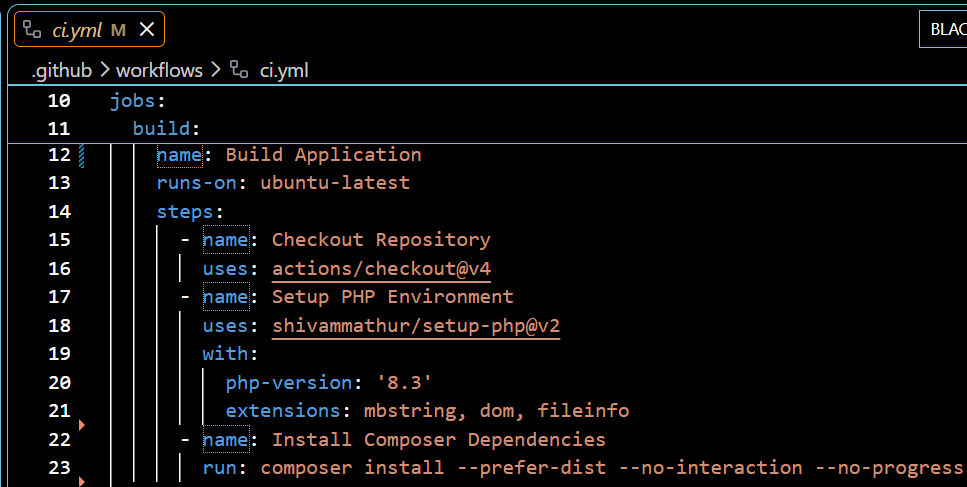 ci.yml M
BLAC
.github workflows ci.yml
10 jobs:
11 build:
12 name: Build Application
13 runs-on: ubuntu-latest
14 steps:
15 - name: Checkout Repository
16 uses: actions/checkout@v4
17 - name: Setup PHP Environment
18 uses: shivammathur/setup-php@v2
19 with:
20 php-version: '8.3'
21 extensions: mbstring, dom, fileinfo
22 - name: Install Composer Dependencies
23 run: composer install --prefer-dist --no-interaction --no-progress